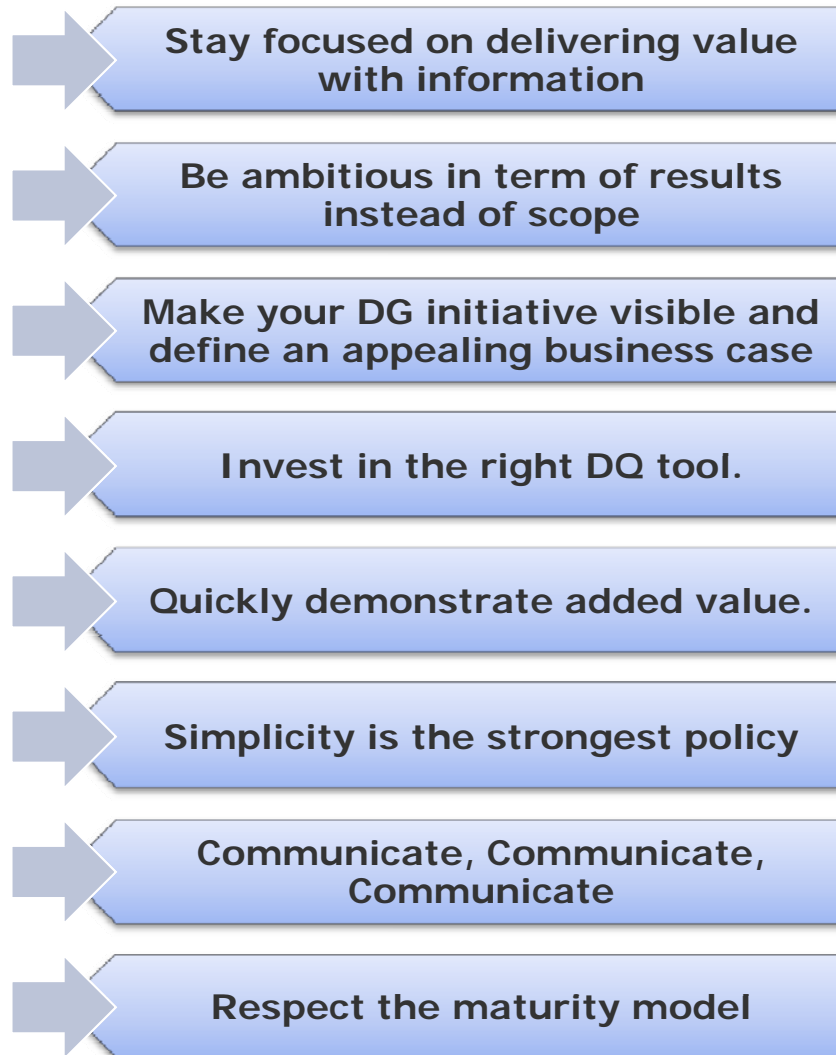 Stay focused on delivering value
with information
Be ambitious in term of results
instead of scope
Make your DG initiative visible and
define an appealing business case
Invest in the right DQ tool.
Quickly demonstrate added value.
Simplicity is the strongest policy
Communicate, Communicate,
Communicate
Respect the maturity model